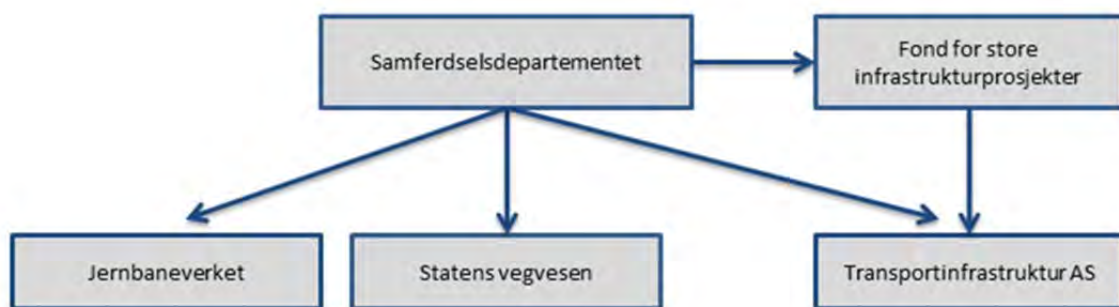 Samferdselsdepartementet
Fond for store
infrastrukturprosjekter
Jernbaneverket
Statens vegvesen
Transportinfrastruktur AS